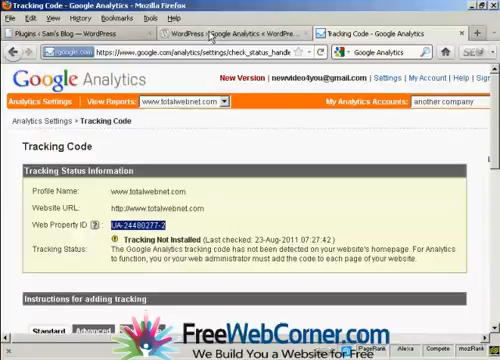 Tracking Code - Google Analytics - Mozilla Firefox
File Edit View History Bookmarks Tools Help
Plugins ‹ Sam's Blog — WordPress
WordPress › Google Analytics « WordPre...
Tracking Code - Google Analytics
google.com https://www.google.com/analytics/settings/check_status_handle
Google Analytics
Google Analytics
New Version | newvideo4you@gmail.com | Settings | My Account | Help | Sign
Analytics Settings | View Reports: www.totalwebnet.com My Analytics Accounts: another company
Analytics Settings > Tracking Code
Tracking Code
Tracking Status Information
Profile Name: www.totalwebnet.com
Website URL: http://www.totalwebnet.com
Web Property ID ? : UA-24480277-2
Tracking Not Installed (Last checked: 23-Aug-2011 07:27:42)
Tracking Status: The Google Analytics tracking code has not been detected on your website's homepage. For Analytics
to function, you or your web administrator must add the code to each page of your website.
Instructions for adding tracking
Standard Advanced
FreeWebCorner.com
We Build You a Website for Free
PageRank Alexa Compete mozRank